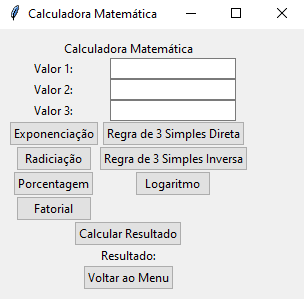 Calculadora Matemática
Calculadora Matemática
Valor 1:
Valor 2:
Valor 3:
Exponenciação Regra de 3 Simples Direta
Radiciação Regra de 3 Simples Inversa
Porcentagem Logaritmo
Fatorial
Calcular Resultado
Resultado:
Voltar ao Menu